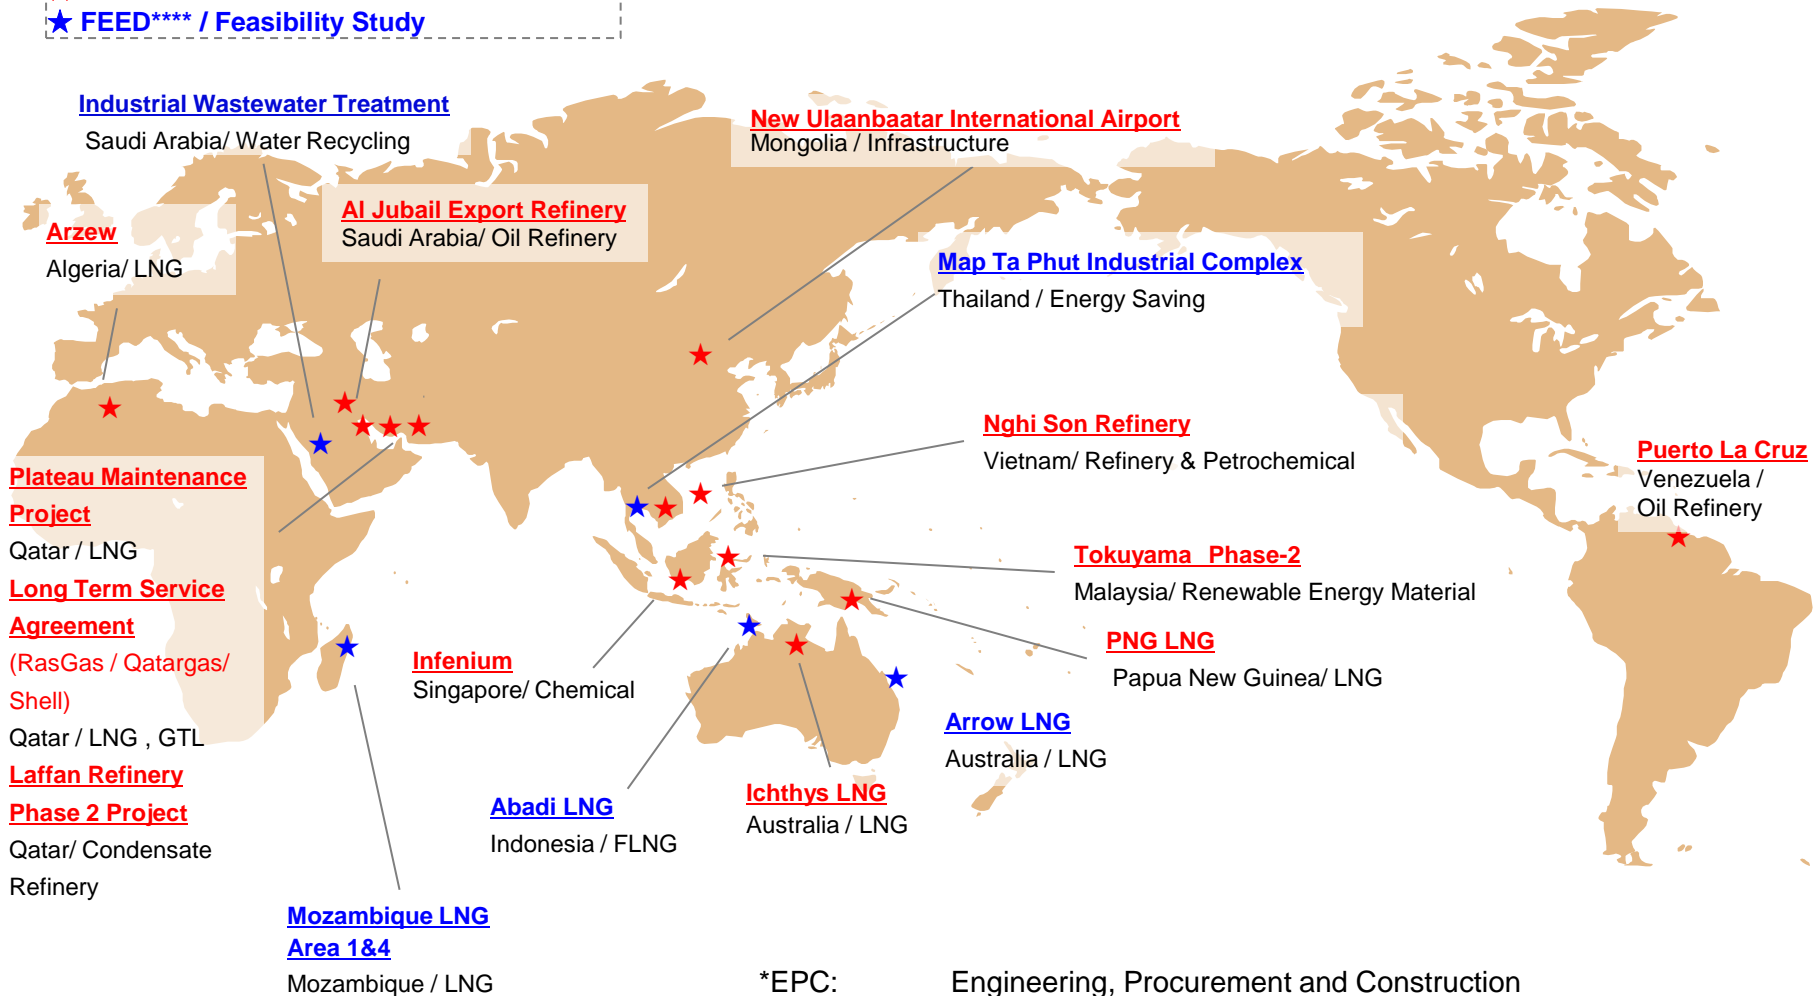 ★ FEED**** / Feasibility Study
Industrial Wastewater Treatment
Saudi Arabia/ Water Recycling
New Ulaanbaatar International Airport
Mongolia / Infrastructure
Al Jubail Export Refinery
Saudi Arabia/ Oil Refinery
Arzew
Algeria/ LNG
Map Ta Phut Industrial Complex
Thailand / Energy Saving
Nghi Son Refinery
Vietnam/ Refinery & Petrochemical
Puerto La Cruz
Venezuela /
Oil Refinery
Plateau Maintenance
Project
Qatar / LNG
Long Term Service
Agreement
(RasGas / Qatargas/
Shell)
Qatar / LNG , GTL
Laffan Refinery
Phase 2 Project
Qatar/ Condensate
Refinery
Tokuyama Phase-2
Malaysia/ Renewable Energy Material
PNG LNG
Papua New Guinea/ LNG
Infenium
Singapore/ Chemical
Arrow LNG
Australia / LNG
Abadi LNG
Indonesia / FLNG
Ichthys LNG
Australia / LNG
Mozambique LNG
Area 1&4
Mozambique / LNG
*EPC: Engineering, Procurement and Construction